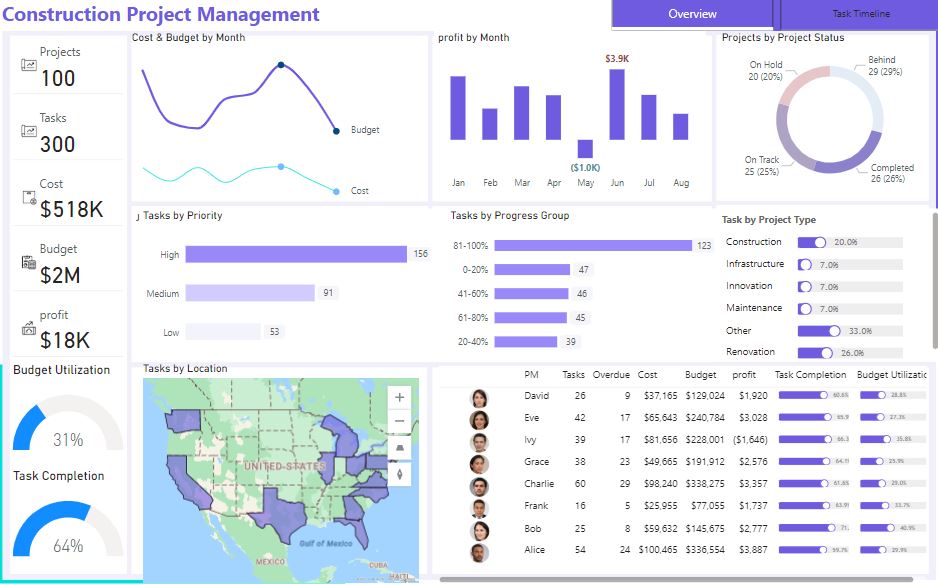 Construction Project Management
Overview
Task Timeline
Projects
100
Tasks
300
Cost
$518K
Budget
$2M
profit
$18K
Budget Utilization
31%
Task Completion
64%
Cost & Budget by Month
Budget
Cost
profit by Month
$3.9K
($1.0K)
Jan Feb Mar Apr May Jun Jul Aug
Projects by Project Status
On Hold
20 (20%)
Behind
29 (29%)
On Track
25 (25%)
Completed
26 (26%)
Tasks by Priority
High 156
Medium 91
Low 53
Tasks by Progress Group
81-100% 123
0-20% 47
41-60% 46
61-80% 45
20-40% 39
Task by Project Type
Construction 20.0%
Infrastructure 7.0%
Innovation 7.0%
Maintenance 7.0%
Other 33.0%
Renovation 26.0%
Tasks by Location
UNITED STATES
Gulf of Mexico
MEXICO
CUBA
HAITI
PM Tasks Overdue Cost Budget profit Task Completion Budget Utilizatic
David 26 9 $37,165 $129,024 $1,920 60.6% 28.8%
Eve 42 17 $65,643 $240,784 $3,028 65.9 27.3%
Ivy 39 17 $81,656 $228,001 ($1,646) 66.3 35.8%
Grace 38 23 $49,665 $191,912 $2,576 64.1 25.9%
Charlie 60 29 $98,240 $338,275 $3,357 61.6% 29.0%
Frank 16 5 $25,955 $77,055 $1,737 63.9 33.7%
Bob 25 8 $59,632 $145,675 $2,777 71. 40.9%
Alice 54 24 $100,465 $336,554 $3,887 59.7% 29.9%